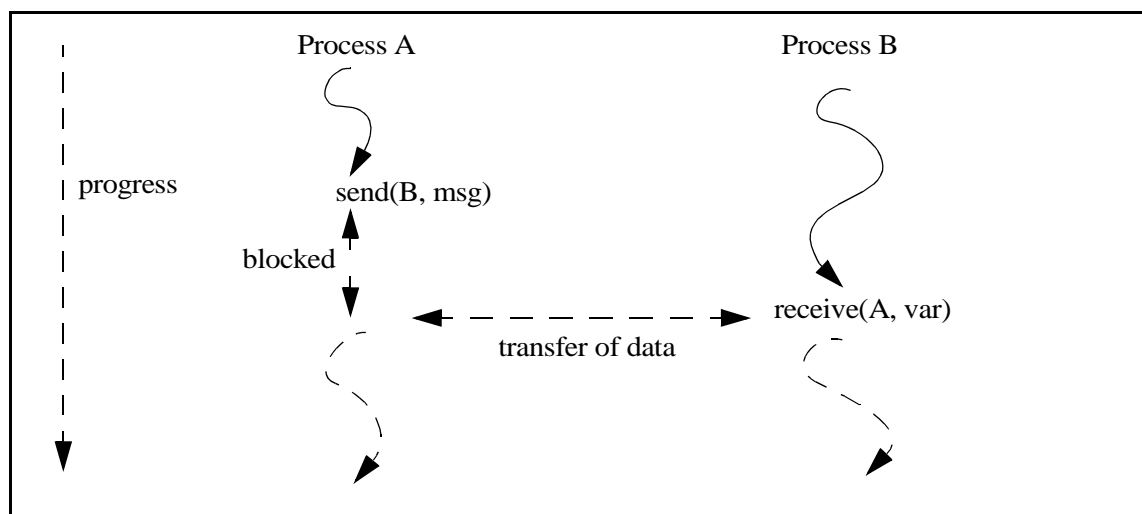 Process A
Process B
progress
send(B, msg)
blocked
receive(A, var)
transfer of data